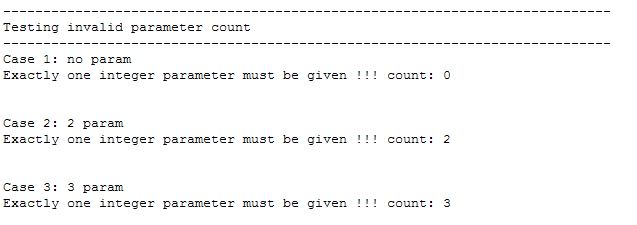 ----------------------------------------------------------------------------
Testing invalid parameter count
----------------------------------------------------------------------------
Case 1: no param
Exactly one integer parameter must be given !!! count: 0
Case 2: 2 param
Exactly one integer parameter must be given !!! count: 2
Case 3: 3 param
Exactly one integer parameter must be given !!! count: 3